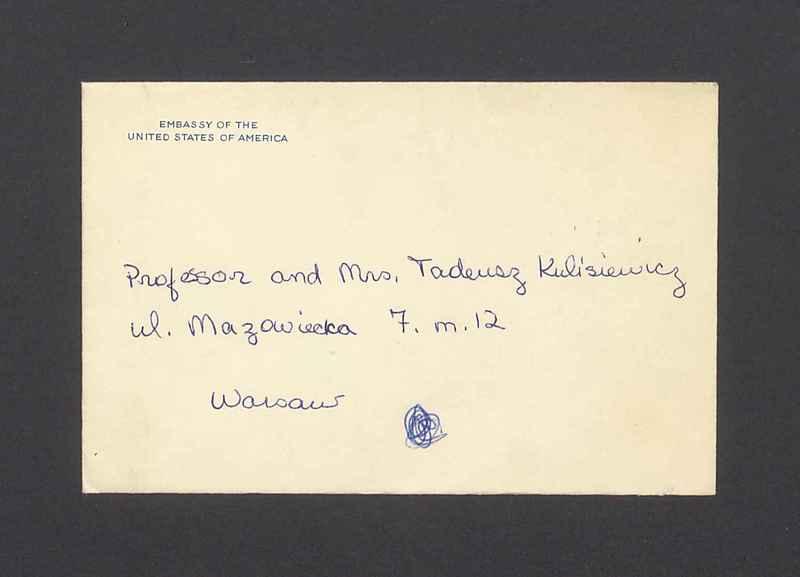 EMBASSY OF THE
UNITED STATES OF AMERICA
Professor and Mrs. Tadeusz Kulisiewicz
ul. Mazowiecka 7. m. 12
Warsaw